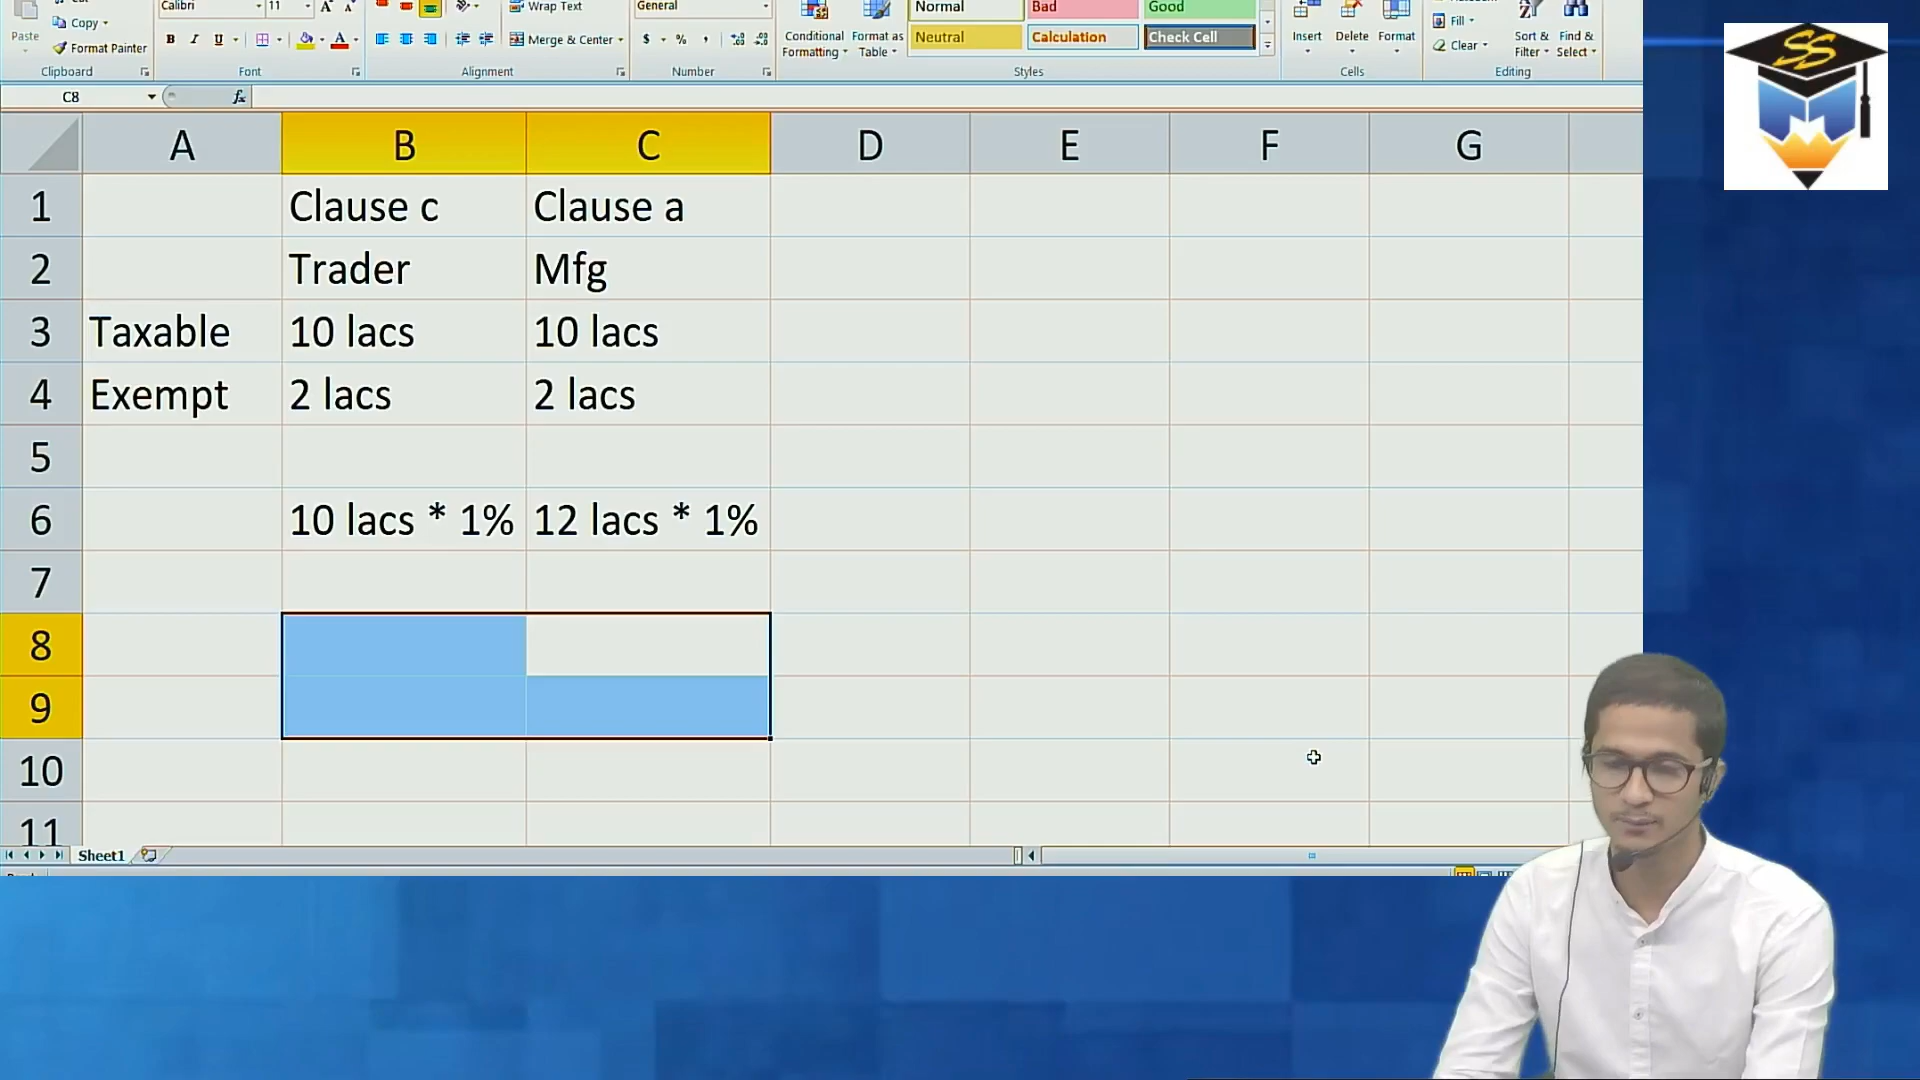 Calibri 11 Wrap Text General Normal Bad Good
Copy
Paste
Format Painter B I U Merge & Center $ % , Conditional Formatting Format as Table Neutral Calculation Check Cell Insert Delete Format Fill Clear Sort & Filter Find & Select
Clipboard Font Alignment Number Styles Cells Editing
C8 fx
A B C D E F G
1 Clause c Clause a
2 Trader Mfg
3 Taxable 10 lacs 10 lacs
4 Exempt 2 lacs 2 lacs
5
6 10 lacs * 1% 12 lacs * 1%
7
8
9
10
11
Sheet1
SS